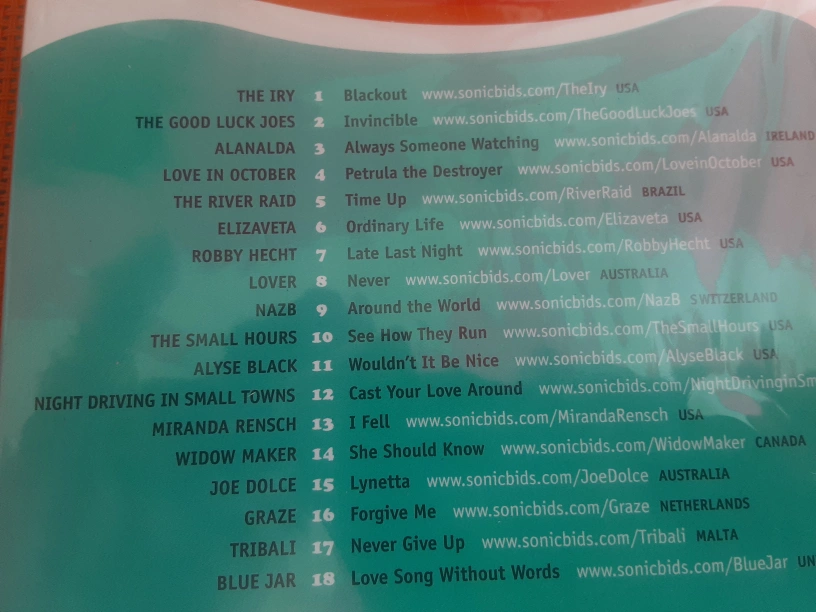 THE IRY 1 Blackout www.sonicbids.com/TheIry USA
THE GOOD LUCK JOES 2 Invincible www.sonicbids.com/TheGoodLuckJoes USA
ALANALDA 3 Always Someone Watching www.sonicbids.com/Alanalda IRELAND
LOVE IN OCTOBER 4 Petrula the Destroyer www.sonicbids.com/LoveinOctober USA
THE RIVER RAID 5 Time Up www.sonicbids.com/RiverRaid BRAZIL
ELIZAVETA 6 Ordinary Life www.sonicbids.com/Elizaveta USA
ROBBY HECHT 7 Late Last Night www.sonicbids.com/RobbyHecht USA
LOVER 8 Never www.sonicbids.com/Lover AUSTRALIA
NAZB 9 Around the World www.sonicbids.com/NazB SWITZERLAND
THE SMALL HOURS 10 See How They Run www.sonicbids.com/TheSmallHours USA
ALYSE BLACK 11 Wouldn't It Be Nice www.sonicbids.com/AlyseBlack USA
NIGHT DRIVING IN SMALL TOWNS 12 Cast Your Love Around www.sonicbids.com/NightDrivinginSm
MIRANDA RENSCH 13 I Fell www.sonicbids.com/MirandaRensch USA
WIDOW MAKER 14 She Should Know www.sonicbids.com/WidowMaker CANADA
JOE DOLCE 15 Lynetta www.sonicbids.com/JoeDolce AUSTRALIA
GRAZE 16 Forgive Me www.sonicbids.com/Graze NETHERLANDS
TRIBALI 17 Never Give Up www.sonicbids.com/Tribali MALTA
BLUE JAR 18 Love Song Without Words www.sonicbids.com/BlueJar UN